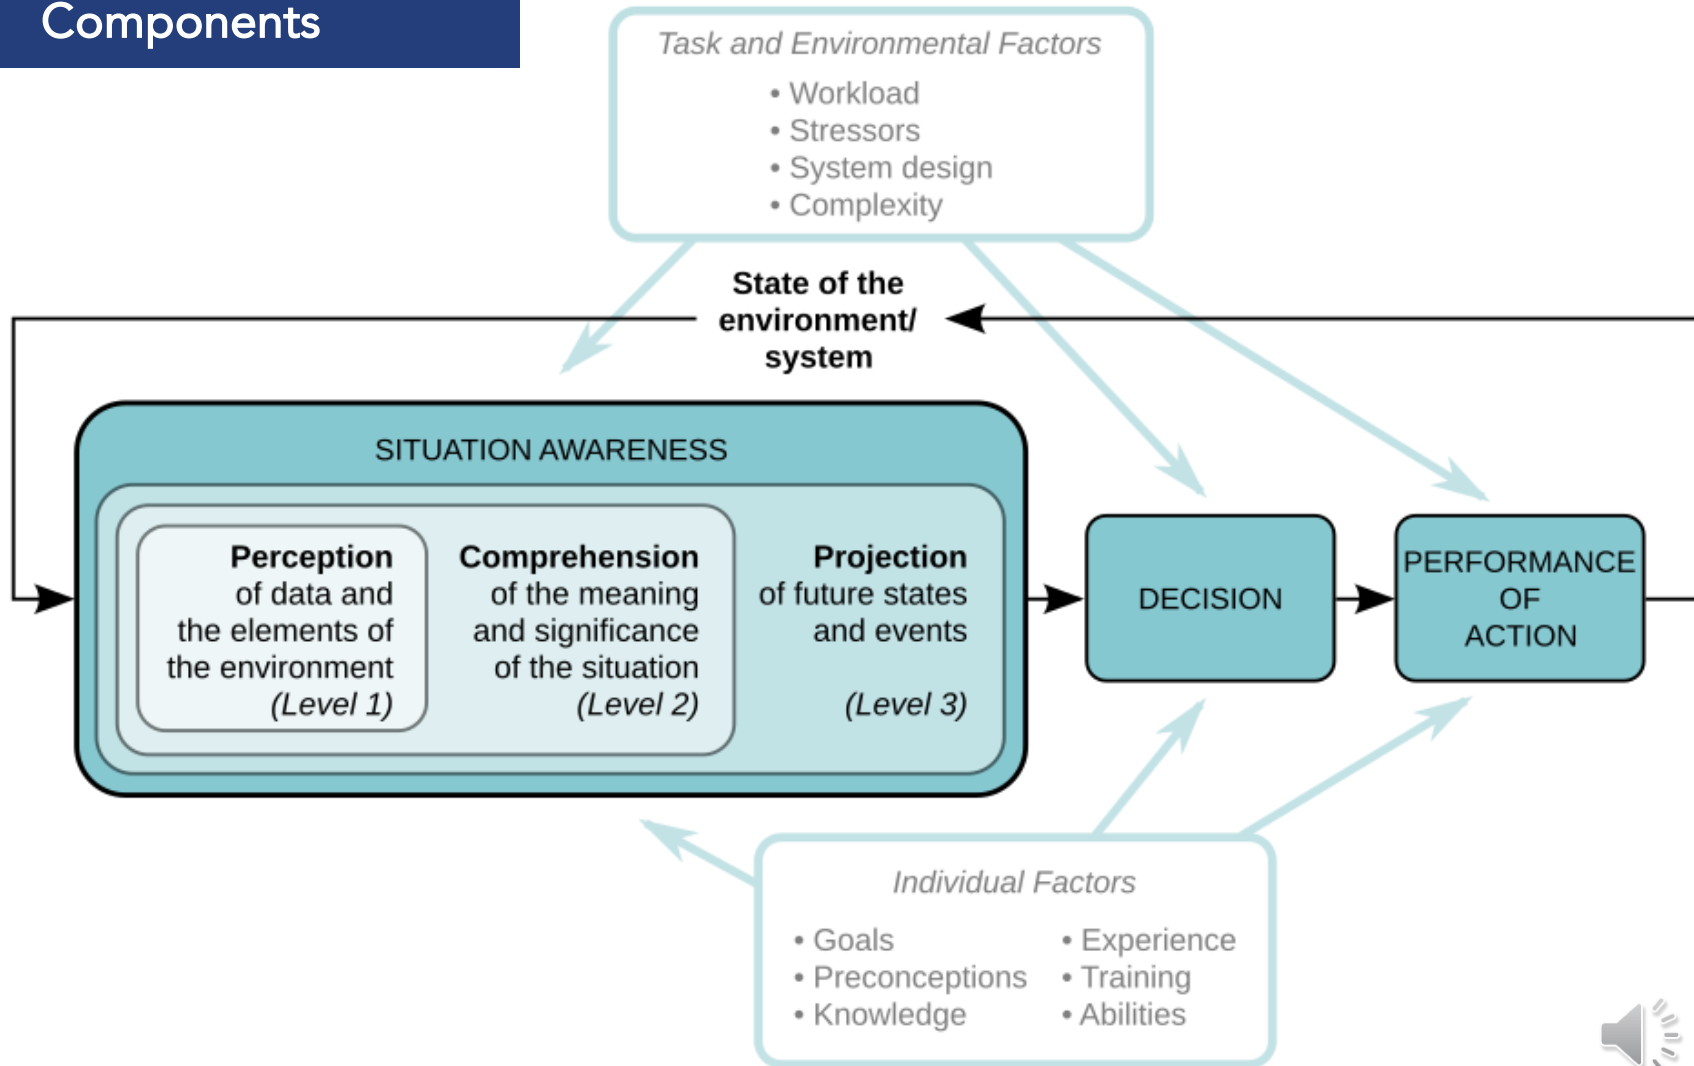 Components
Task and Environmental Factors
• Workload
• Stressors
• System design
• Complexity
State of the
environment/
system
SITUATION AWARENESS
Perception
of data and
the elements of
the environment
(Level 1)
Comprehension
of the meaning
and significance
of the situation
(Level 2)
Projection
of future states
and events
(Level 3)
DECISION
PERFORMANCE
OF
ACTION
Individual Factors
• Goals
• Preconceptions
• Knowledge
• Experience
• Training
• Abilities